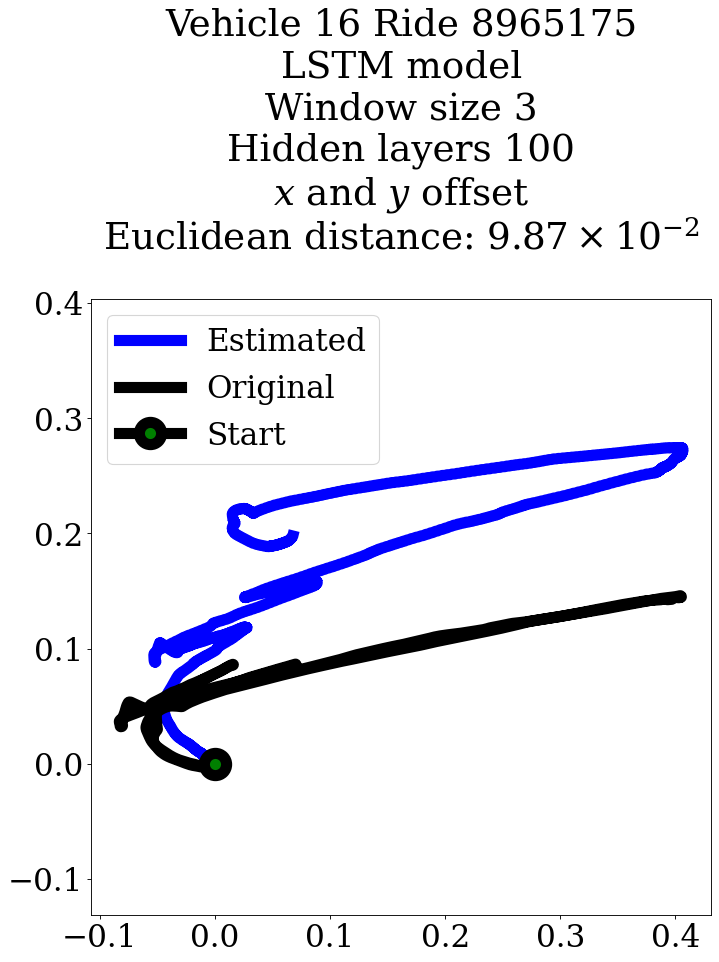 Vehicle 16 Ride 8965175
LSTM model
Window size 3
Hidden layers 100
x and y offset
Euclidean distance: 9.87 × 10⁻²
Estimated
Original
Start
0.4
0.3
0.2
0.1
0.0
−0.1
−0.1 0.0 0.1 0.2 0.3 0.4